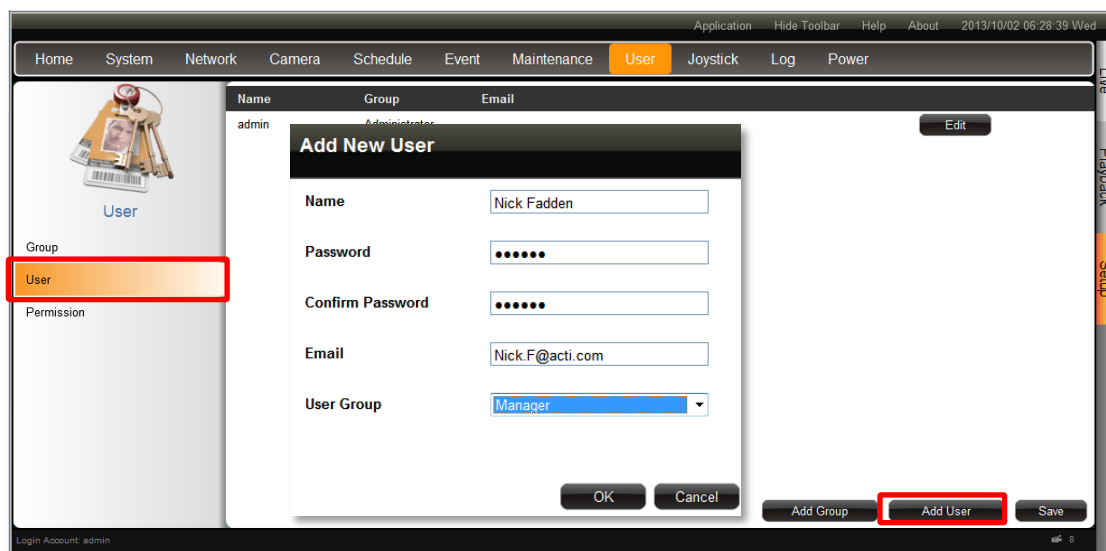 Application Hide Toolbar Help About 2013/10/02 06:28:39 Wed
Home System Network Camera Schedule Event Maintenance User Joystick Log Power
Live
Playback
Setup
User
Group
User
Permission
Name Group Email
admin Administrator Edit
Add New User
Name Nick Fadden
Password ●●●●●●
Confirm Password ●●●●●●
Email Nick.F@acti.com
User Group Manager
OK Cancel
Add Group Add User Save
Login Account: admin 8